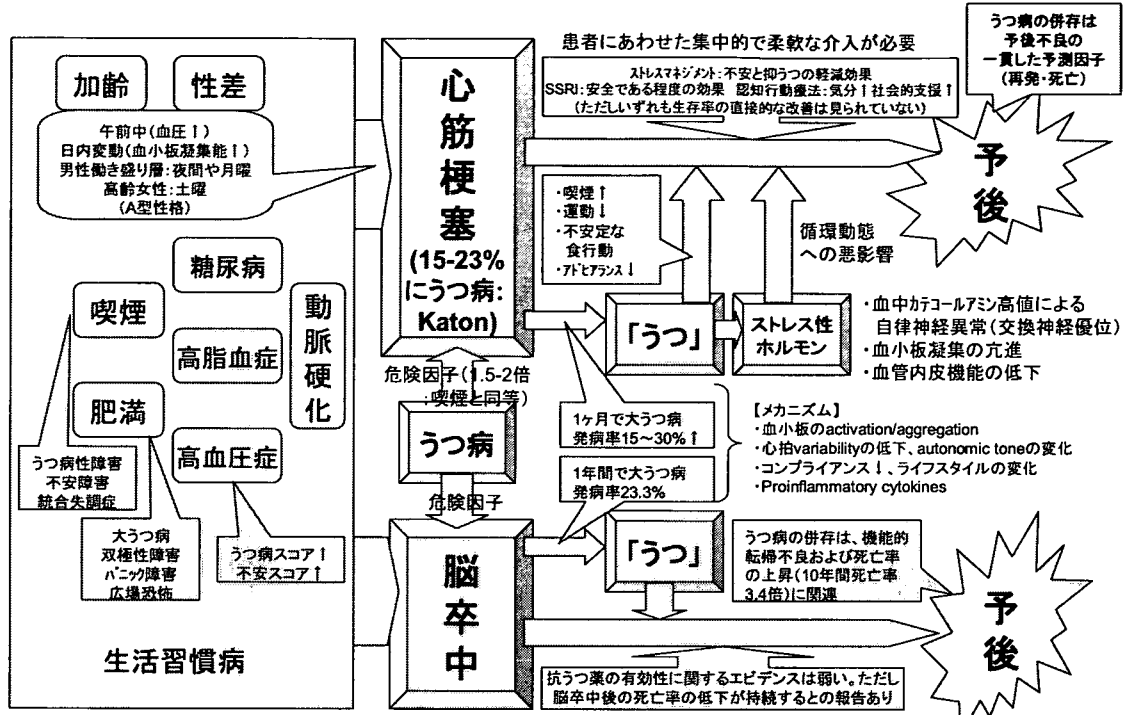 加齢
性差
午前中(血圧↑)
日内変動(血小板凝集能↑)
男性働き盛り層:夜間や月曜
高齢女性:土曜
(A型性格)
糖尿病
喫煙
高脂血症
動脈硬化
肥満
高血圧症
うつ病性障害
不安障害
統合失調症
大うつ病
双極性障害
パニック障害
広場恐怖
うつ病スコア↑
不安スコア↑
生活習慣病
心筋梗塞
(15-23%
にうつ病:
Katon)
危険因子(1.5-2倍
:喫煙と同等)
うつ病
危険因子
脳卒中
患者にあわせた集中的で柔軟な介入が必要
ストレスマネジメント:不安と抑うつの軽減効果
SSRI:安全である程度の効果 認知行動療法:気分↑社会的支援↑
(ただしいずれも生存率の直接的な改善は見られていない)
うつ病の併存は
予後不良の
一貫した予測因子
(再発・死亡)
予後
・喫煙↑
・運動↓
・不安定な
食行動
・アドヒアランス↓
循環動態
への悪影響
「うつ」
ストレス性
ホルモン
・血中カテコールアミン高値による
自律神経異常(交換神経優位)
・血小板凝集の亢進
・血管内皮機能の低下
1ヶ月で大うつ病
発病率15～30%↑
1年間で大うつ病
発病率23.3%
【メカニズム】
・血小板のactivation/aggregation
・心拍variabilityの低下、autonomic toneの変化
・コンプライアンス↓、ライフスタイルの変化
・Proinflammatory cytokines
「うつ」
うつ病の併存は、機能的
転帰不良および死亡率
の上昇(10年間死亡率
3.4倍)に関連
予後
抗うつ薬の有効性に関するエビデンスは弱い。ただし
脳卒中後の死亡率の低下が持続するとの報告あり